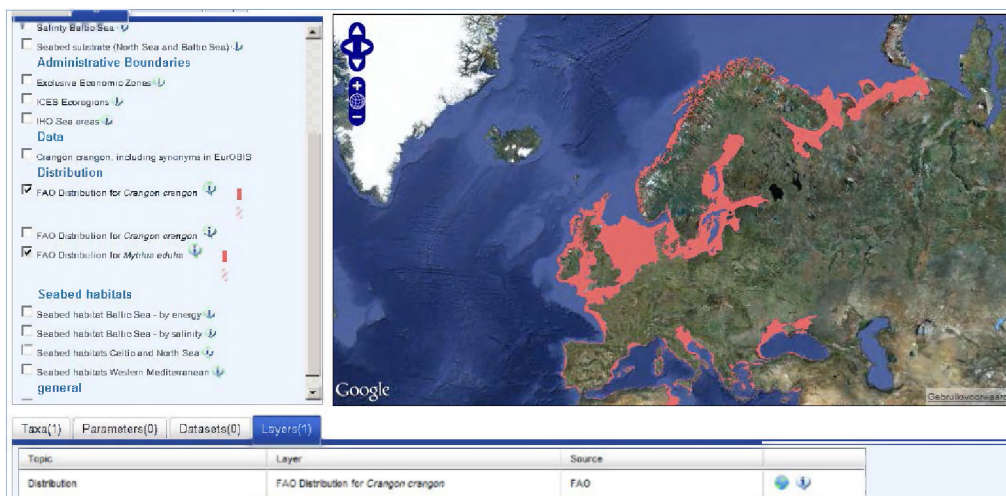 Salinity Baltic Sea
Seabed substrate (North Sea and Baltic Sea)
Administrative Boundaries
Exclusive Economic Zones
ICES Ecoregions
IHO Sea areas
Data
Crangon crangon, including synonyms in EurOBIS
Distribution
FAO Distribution for Crangon crangon
FAO Distribution for Crangon crangon
FAO Distribution for Mytilus edulis
Seabed habitats
Seabed habitat Baltic Sea - by energy
Seabed habitat Baltic Sea - by salinity
Seabed habitats Celtic and North Sea
Seabed habitats Western Mediterranean
general
Google
Gebruiksvoorwaard
Taxa(1) Parameters(0) Datasets(0) Layers(1)
Topic Layer Source
Distribution FAO Distribution for Crangon crangon FAO